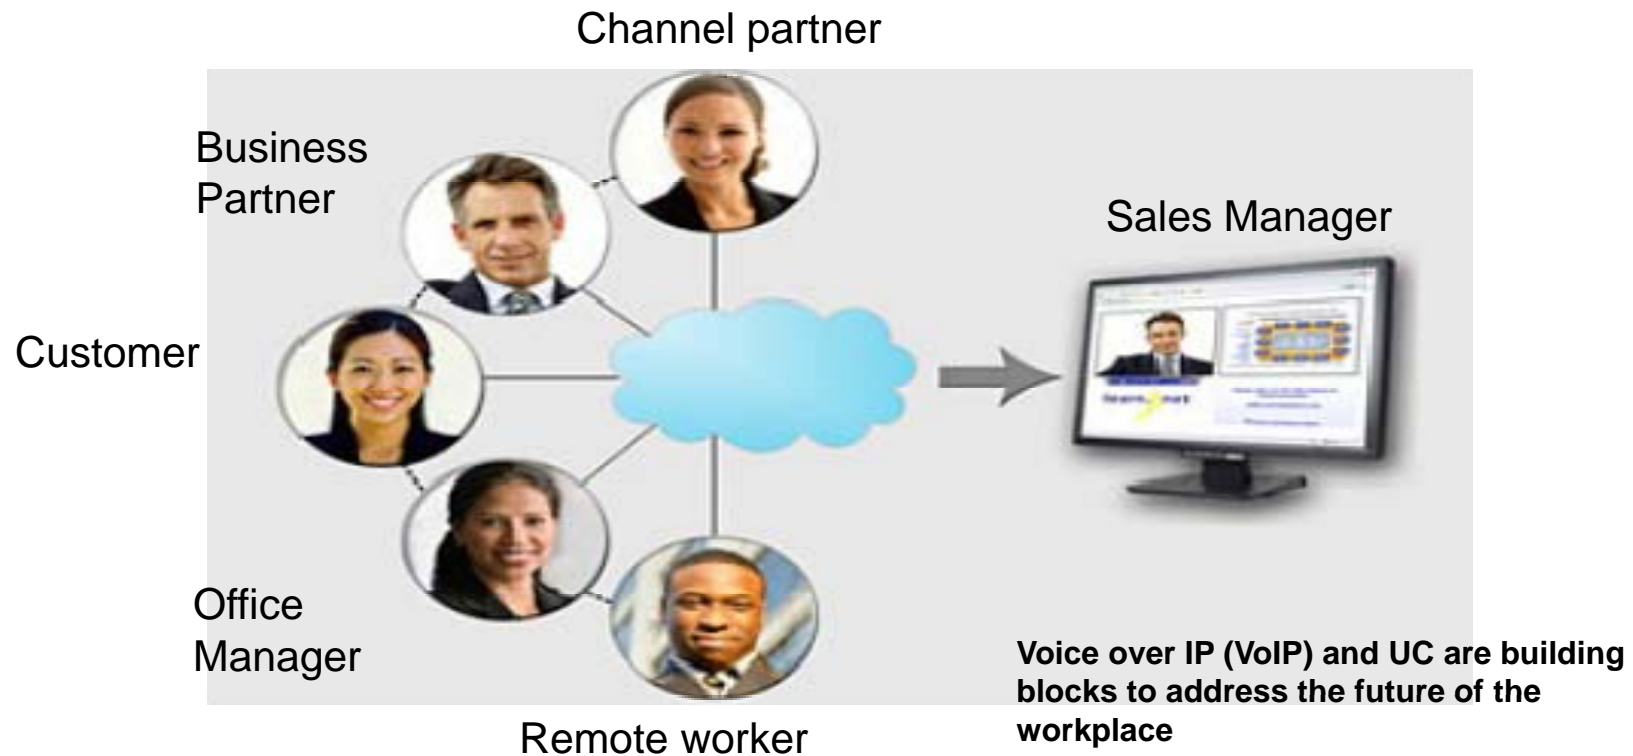 Channel partner
Business
Partner
Sales Manager
Customer
Office
Manager
Voice over IP (VoIP) and UC are building
blocks to address the future of the
workplace
Remote worker